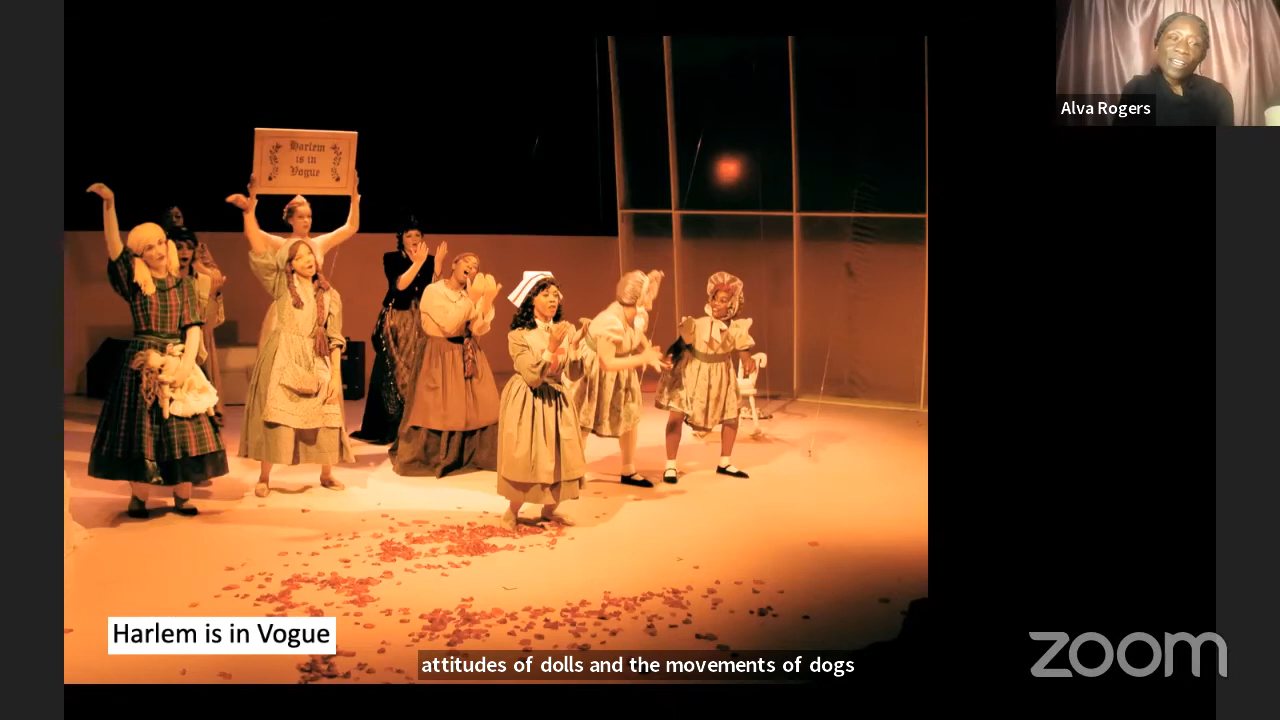 Alva Rogers
Harlem
is in
Vogue
Harlem is in Vogue
attitudes of dolls and the movements of dogs
zoom